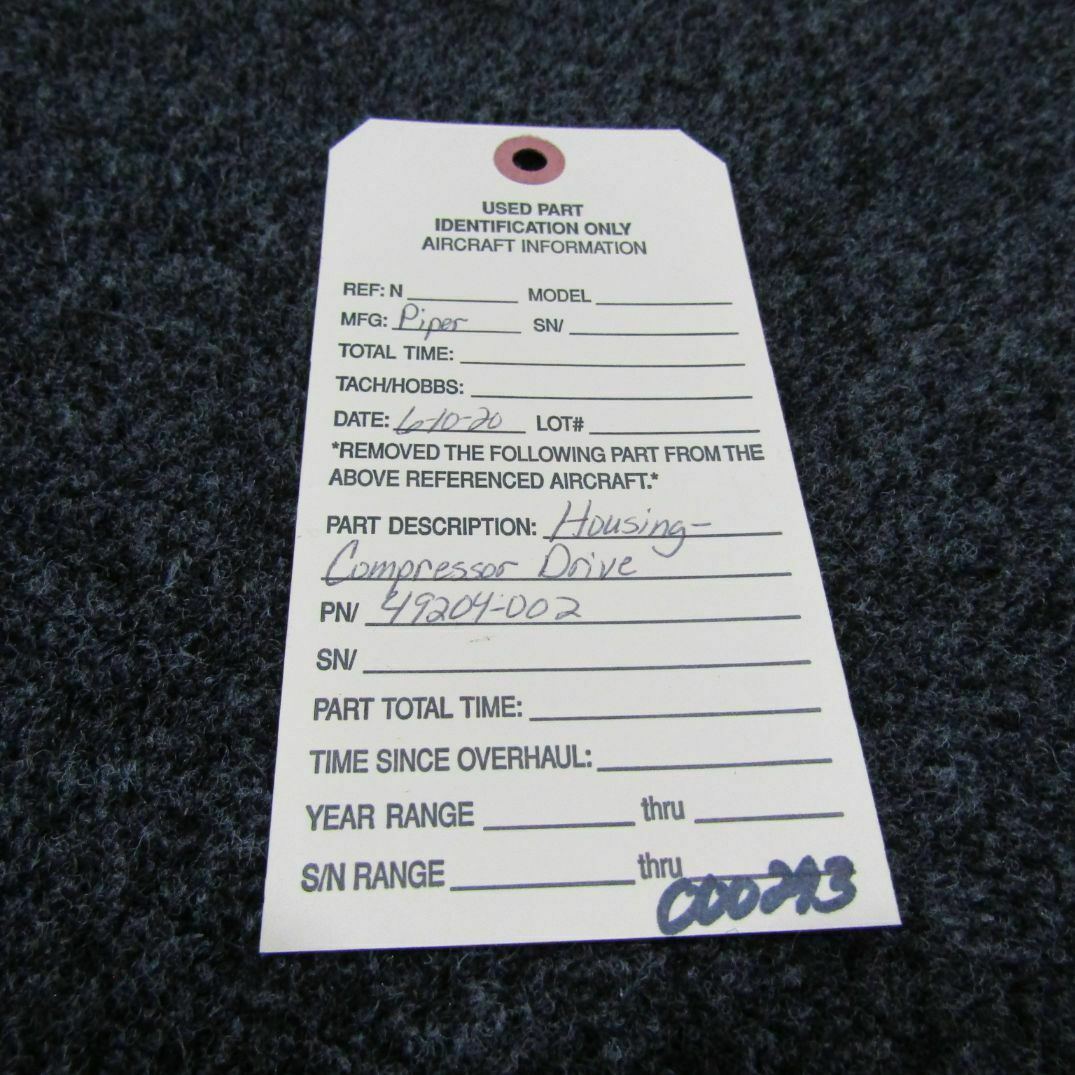 USED PART
IDENTIFICATION ONLY
AIRCRAFT INFORMATION
REF: N MODEL
MFG: Piper SN/
TOTAL TIME:
TACH/HOBBS:
DATE: 6-10-20 LOT#
*REMOVED THE FOLLOWING PART FROM THE
ABOVE REFERENCED AIRCRAFT.*
PART DESCRIPTION: Housing-
Compressor Drive
PN/ 49204-002
SN/
PART TOTAL TIME:
TIME SINCE OVERHAUL:
YEAR RANGE thru
S/N RANGE thru